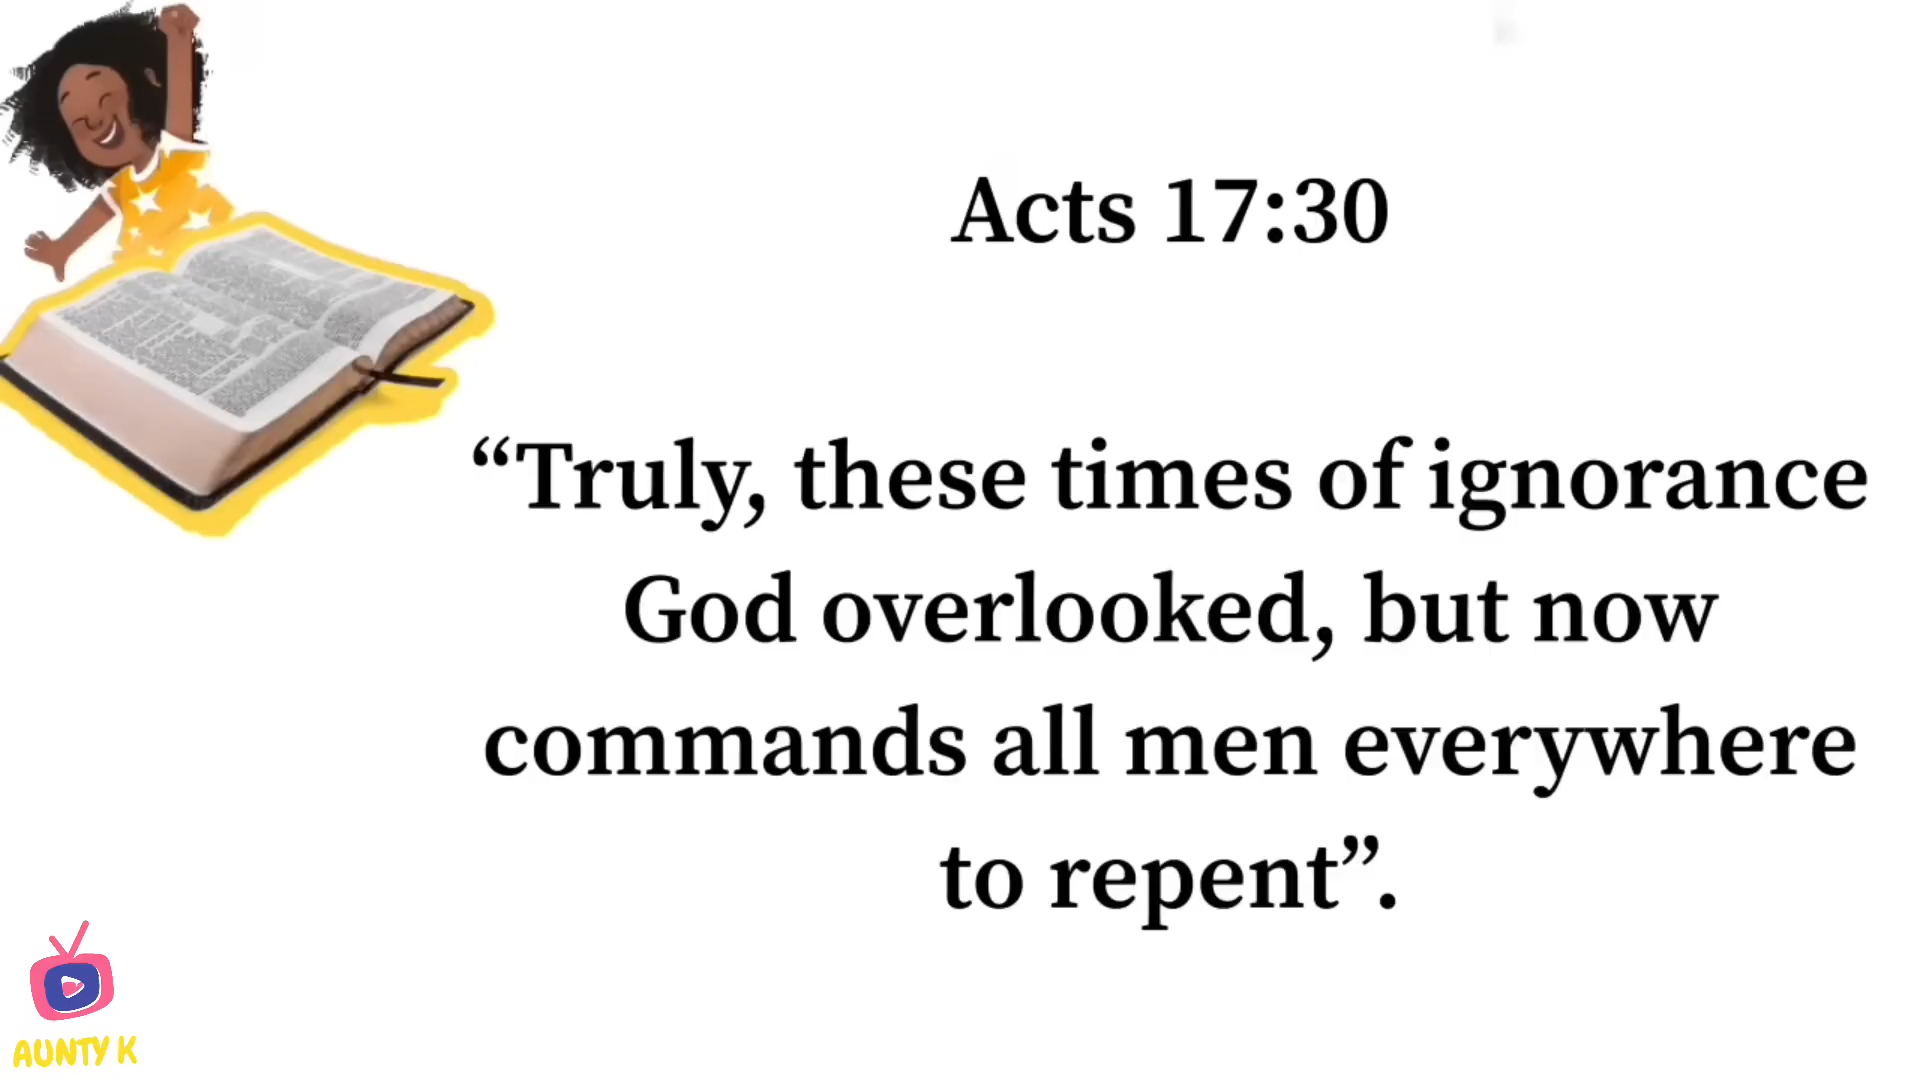 Acts 17:30
“Truly, these times of ignorance
God overlooked, but now
commands all men everywhere
to repent”.
AUNTY K